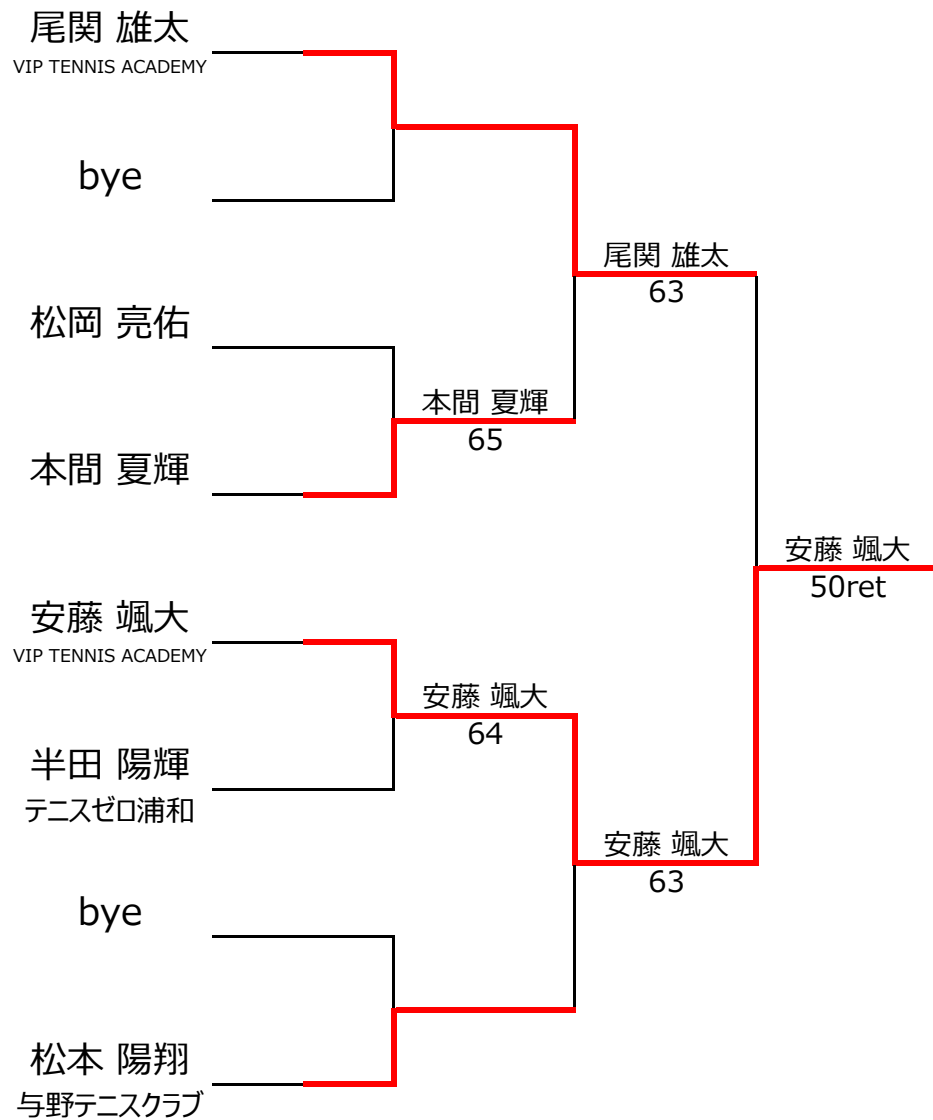 尾関 雄太
VIP TENNIS ACADEMY
bye
松岡 亮佑
本間 夏輝
安藤 颯大
VIP TENNIS ACADEMY
半田 陽輝
テニスゼロ浦和
bye
松本 陽翔
与野テニスクラブ
本間 夏輝
65
安藤 颯大
64
尾関 雄太
63
安藤 颯大
63
安藤 颯大
50ret